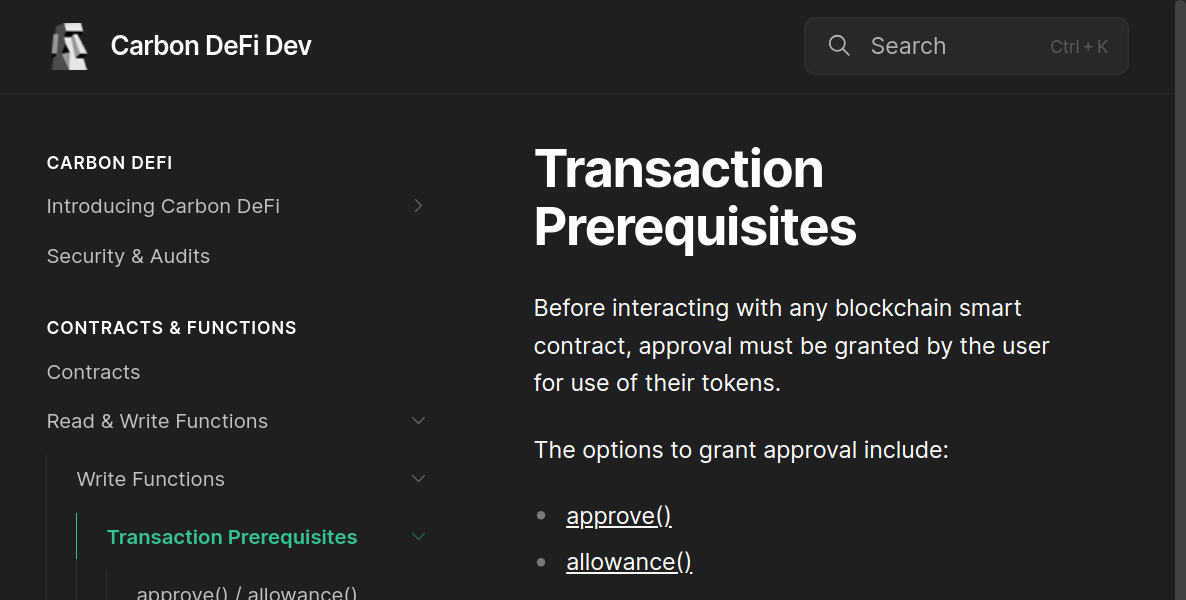 Carbon DeFi Dev
Search
Ctrl + K
CARBON DEFI
Introducing Carbon DeFi
Security & Audits
CONTRACTS & FUNCTIONS
Contracts
Read & Write Functions
Write Functions
Transaction Prerequisites
approve() / allowance()
Transaction
Prerequisites
Before interacting with any blockchain smart
contract, approval must be granted by the user
for use of their tokens.
The options to grant approval include:
approve()
allowance()